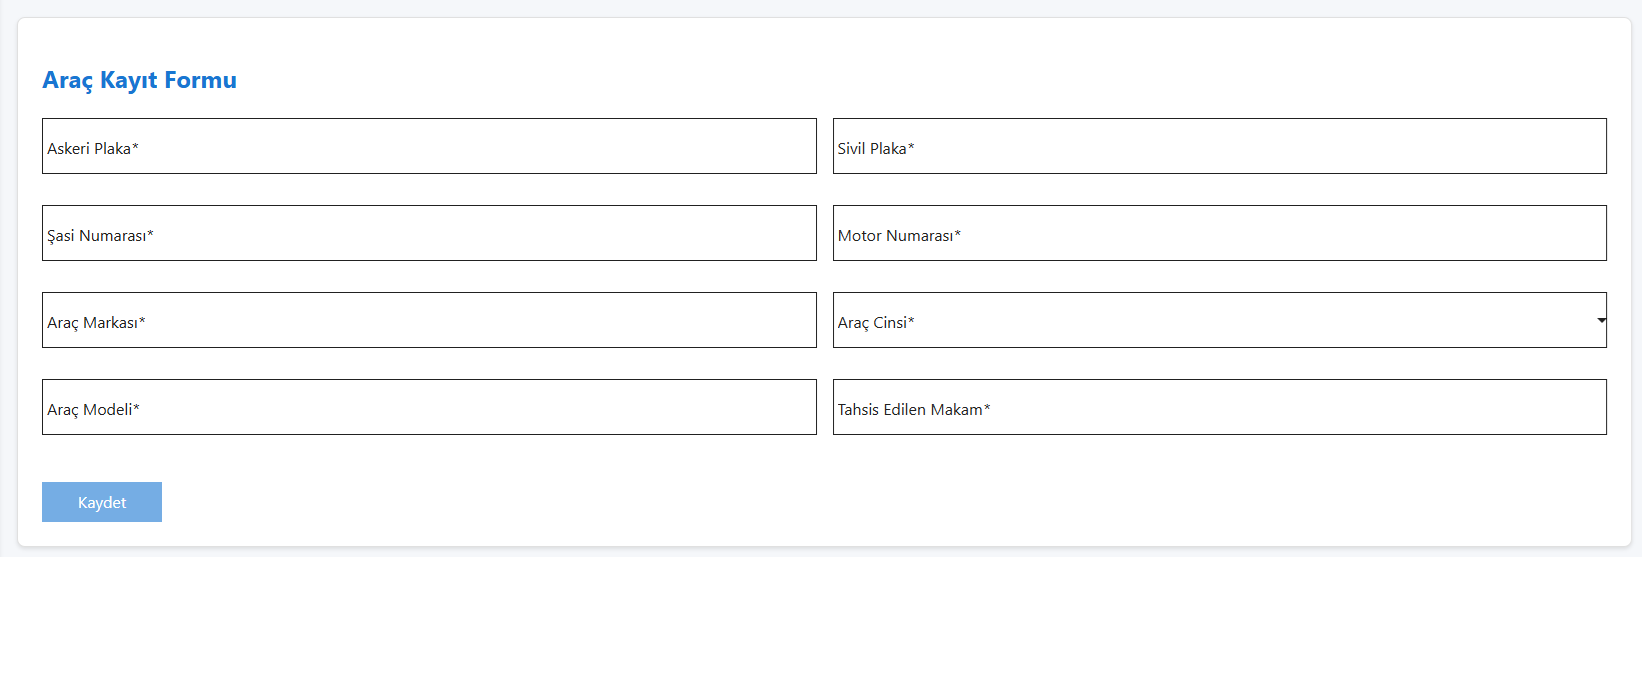 Araç Kayıt Formu
Askeri Plaka*
Sivil Plaka*
Şasi Numarası*
Motor Numarası*
Araç Markası*
Araç Cinsi*
Araç Modeli*
Tahsis Edilen Makam*
Kaydet